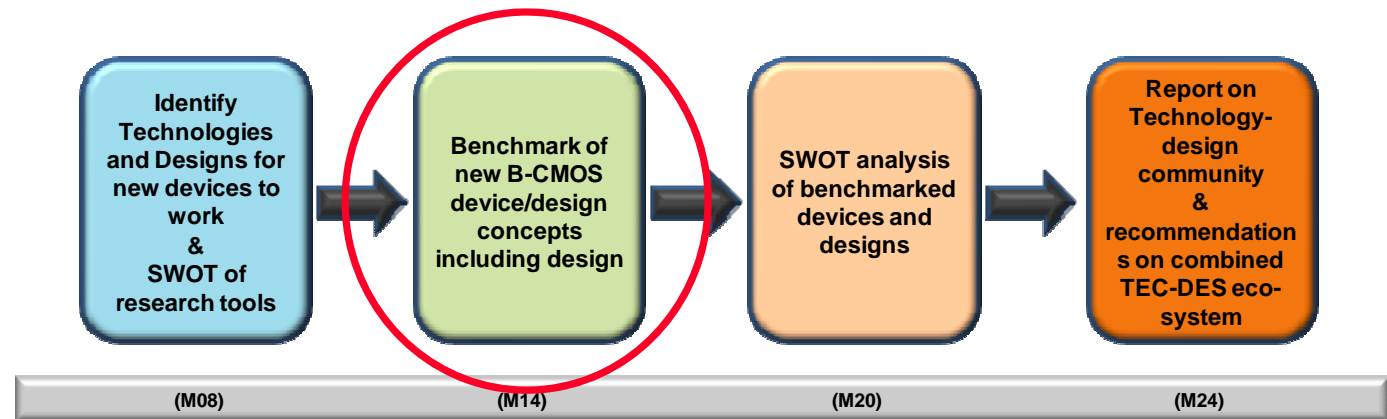 Identify
Technologies
and Designs for
new devices to
work
&
SWOT of
research tools
Benchmark of
new B-CMOS
device/design
concepts
including design
SWOT analysis
of benchmarked
devices and
designs
Report on
Technology-
design
community
&
recommendation
s on combined
TEC-DES eco-
system
(M08)
(M14)
(M20)
(M24)